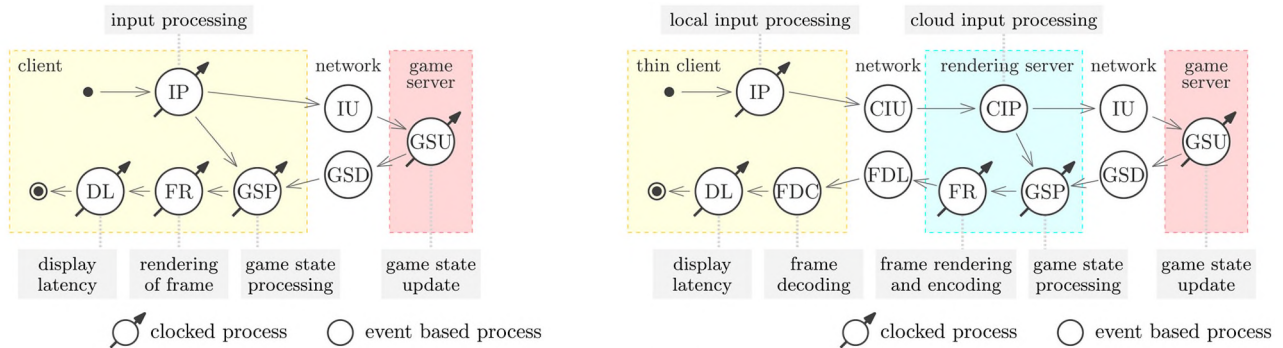 input processing
client
network
game
server
IP
IU
GSU
GSD
DL
FR
GSP
display
latency
rendering
of frame
game state
processing
game state
update
clocked process
event based process
local input processing
cloud input processing
thin client
network
rendering server
network
game
server
IP
CIU
CIP
IU
GSU
GSD
DL
FDC
FDL
FR
GSP
display
latency
frame
decoding
frame rendering
and encoding
game state
processing
game state
update
clocked process
event based process